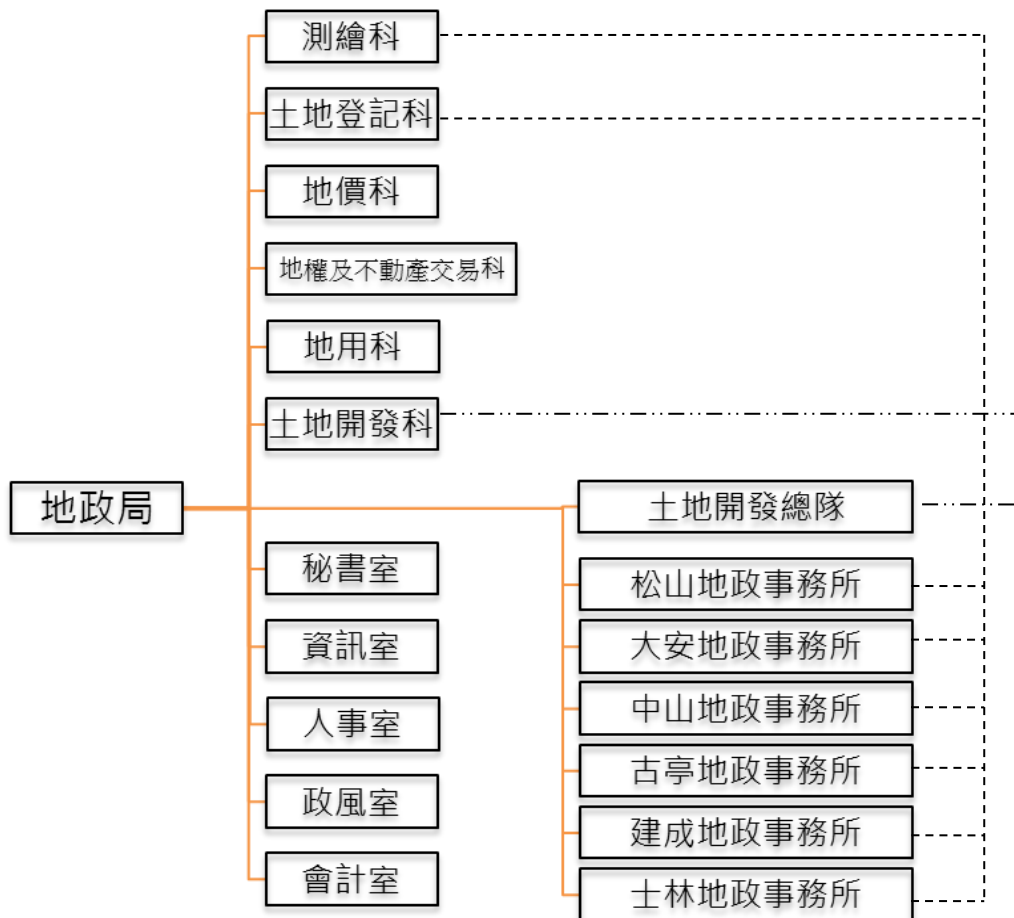 測繪科
土地登記科
地價科
地權及不動產交易科
地用科
土地開發科
地政局
土地開發總隊
秘書室
松山地政事務所
資訊室
大安地政事務所
人事室
中山地政事務所
政風室
古亭地政事務所
建成地政事務所
會計室
士林地政事務所